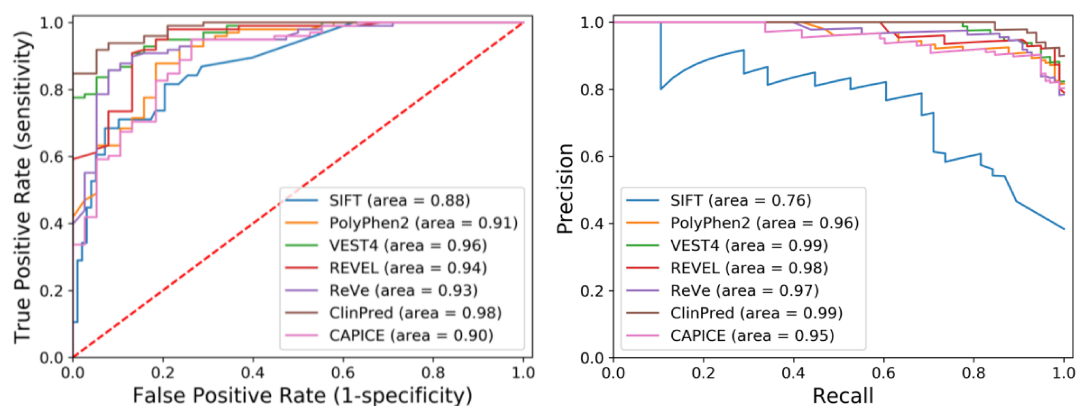 1.0
0.8
0.6
0.4
0.2
0.0
True Positive Rate (sensitivity)
0.0 0.2 0.4 0.6 0.8 1.0
False Positive Rate (1-specificity)
SIFT (area = 0.88)
PolyPhen2 (area = 0.91)
VEST4 (area = 0.96)
REVEL (area = 0.94)
ReVe (area = 0.93)
ClinPred (area = 0.98)
CAPICE (area = 0.90)
1.0
0.8
0.6
0.4
0.2
0.0
Precision
0.0 0.2 0.4 0.6 0.8 1.0
Recall
SIFT (area = 0.76)
PolyPhen2 (area = 0.96)
VEST4 (area = 0.99)
REVEL (area = 0.98)
ReVe (area = 0.97)
ClinPred (area = 0.99)
CAPICE (area = 0.95)